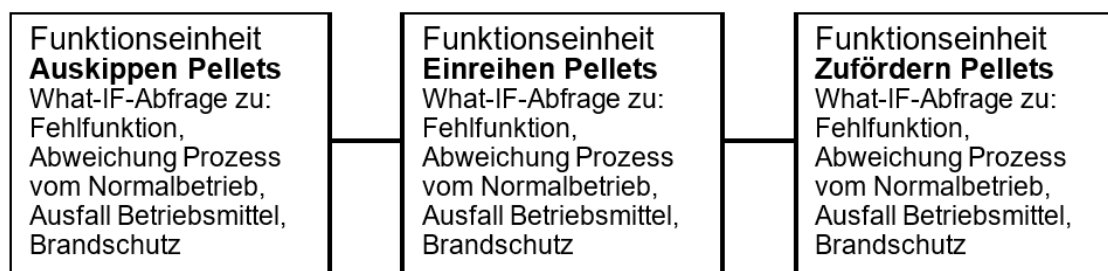 Funktionseinheit
Auskippen Pellets
What-IF-Abfrage zu:
Fehlfunktion,
Abweichung Prozess
vom Normalbetrieb,
Ausfall Betriebsmittel,
Brandschutz
Funktionseinheit
Einreihen Pellets
What-IF-Abfrage zu:
Fehlfunktion,
Abweichung Prozess
vom Normalbetrieb,
Ausfall Betriebsmittel,
Brandschutz
Funktionseinheit
Zufördern Pellets
What-IF-Abfrage zu:
Fehlfunktion,
Abweichung Prozess
vom Normalbetrieb,
Ausfall Betriebsmittel,
Brandschutz